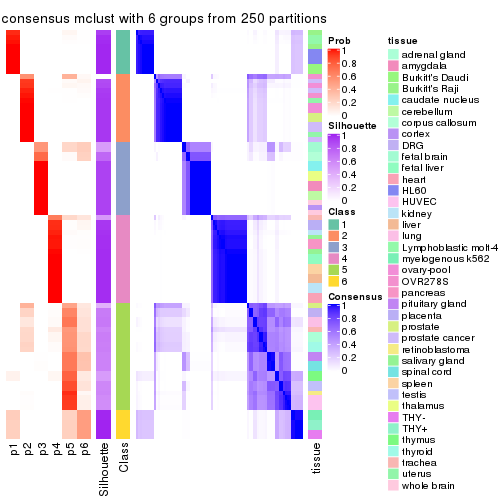 consensus mclust with 6 groups from 250 partitions
Prob
1
0.8
0.6
0.4
0.2
0
Silhouette
1
0.8
0.6
0.4
0.2
0
Class
1
2
3
4
5
6
Consensus
1
0.8
0.6
0.4
0.2
0
tissue
adrenal gland
amygdala
Burkitt's Daudi
Burkitt's Raji
caudate nucleus
cerebellum
corpus callosum
cortex
DRG
fetal brain
fetal liver
heart
HL60
HUVEC
kidney
liver
lung
Lymphoblastic molt-4
myelogenous k562
ovary-pool
OVR278S
pancreas
pituitary gland
placenta
prostate
prostate cancer
retinoblastoma
salivary gland
spinal cord
spleen
testis
thalamus
THY-
THY+
thymus
thyroid
trachea
uterus
whole brain
p1
p2
p3
p4
p5
p6
Silhouette
Class
tissue